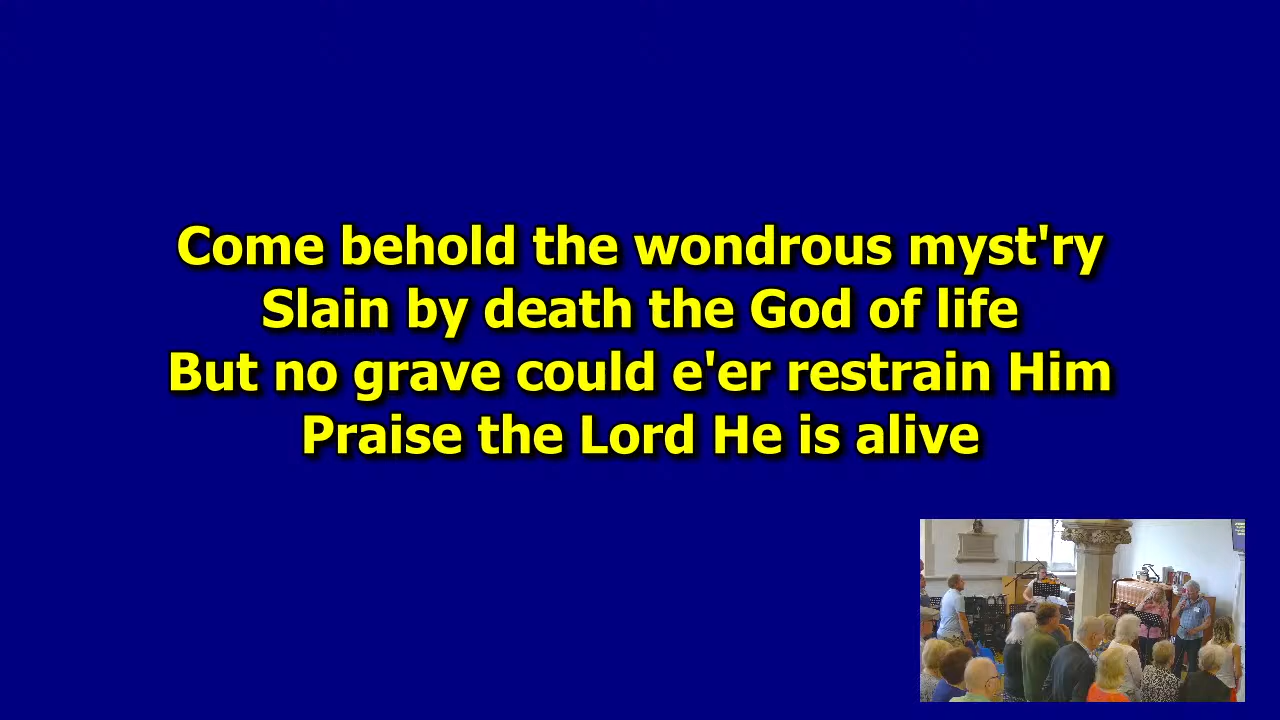 Come behold the wondrous myst'ry
Slain by death the God of life
But no grave could e'er restrain Him
Praise the Lord He is alive